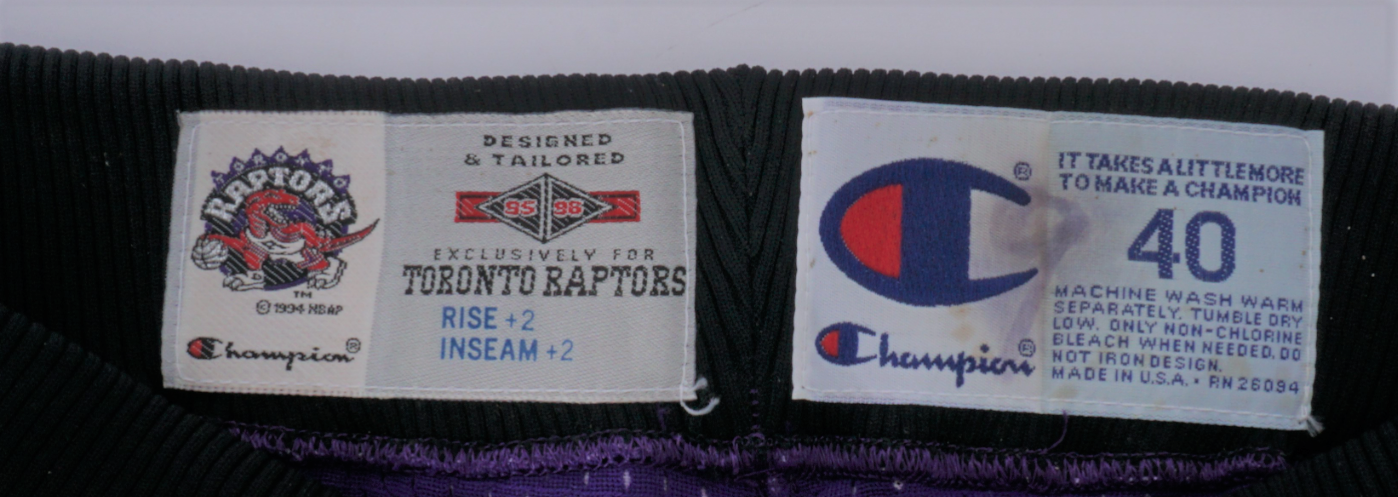 TORONTO
RAPTORS
TM
© 1994 NBAP
Champion®
DESIGNED
& TAILORED
95 96
EXCLUSIVELY FOR
TORONTO RAPTORS
RISE +2
INSEAM +2
®
Champion®
IT TAKES A LITTLE MORE
TO MAKE A CHAMPION
40
MACHINE WASH WARM
SEPARATELY. TUMBLE DRY
LOW. ONLY NON-CHLORINE
BLEACH WHEN NEEDED. DO
NOT IRON DESIGN.
MADE IN U.S.A. • RN 26094